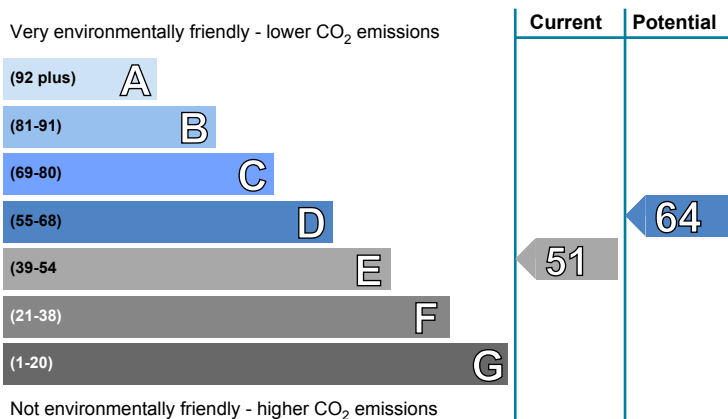 Current Potential
Very environmentally friendly - lower CO2 emissions
(92 plus) A
(81-91) B
(69-80) C
(55-68) D
64
(39-54 E
51
(21-38) F
(1-20) G
Not environmentally friendly - higher CO2 emissions